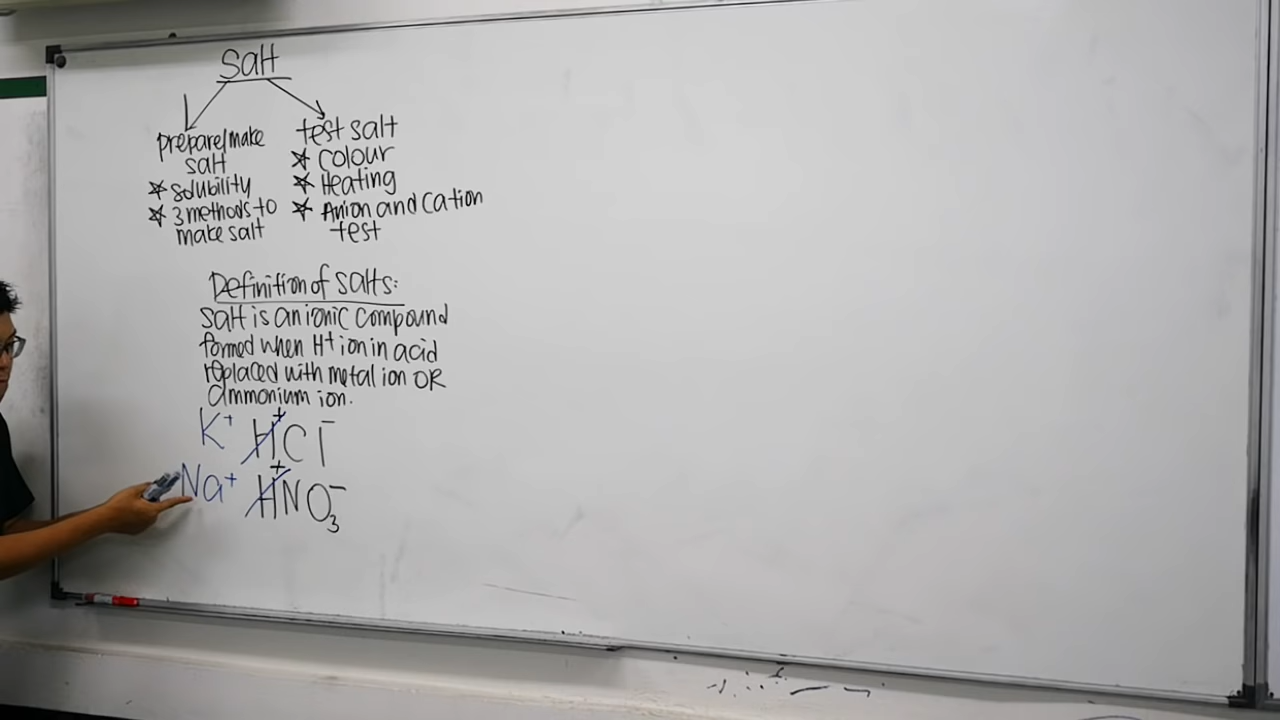 Salt
prepare/make
salt
☆ solubility
☆ 3 methods to
make salt
test salt
☆ colour
☆ Heating
☆ Anion and cation
test
Definition of salts:
salt is an ionic compound
formed when H⁺ ion in acid
replaced with metal ion OR
ammonium ion.
K⁺ H⁺Cl⁻
Na⁺ H⁺NO₃⁻